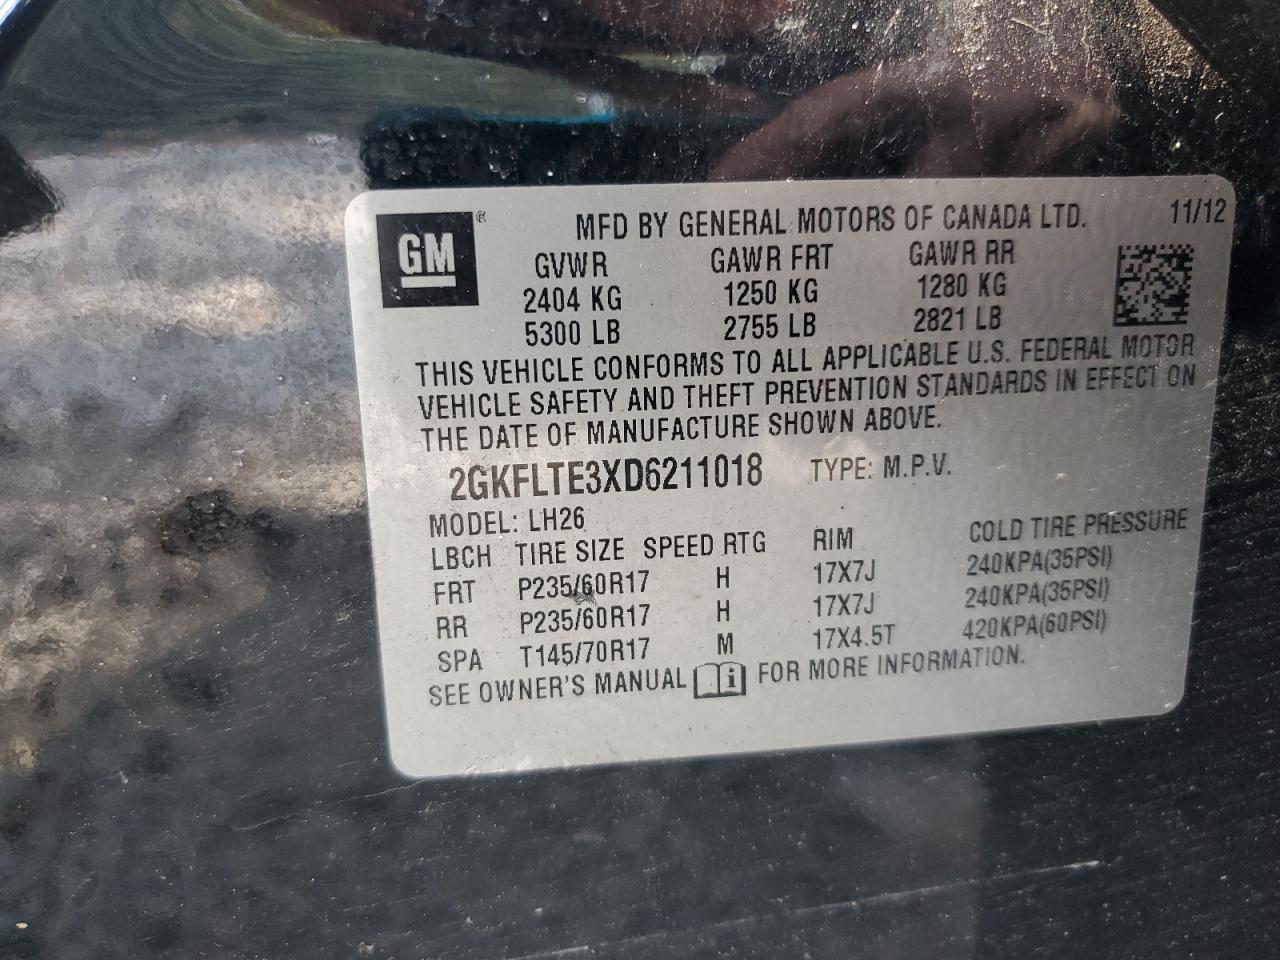 GM ®
MFD BY GENERAL MOTORS OF CANADA LTD. 11/12
GVWR GAWR FRT GAWR RR
2404 KG 1250 KG 1280 KG
5300 LB 2755 LB 2821 LB
THIS VEHICLE CONFORMS TO ALL APPLICABLE U.S. FEDERAL MOTOR
VEHICLE SAFETY AND THEFT PREVENTION STANDARDS IN EFFECT ON
THE DATE OF MANUFACTURE SHOWN ABOVE.
2GKFLTE3XD6211018 TYPE: M.P.V.
MODEL: LH26
LBCH TIRE SIZE SPEED RTG RIM COLD TIRE PRESSURE
FRT P235/60R17 H 17X7J 240KPA(35PSI)
RR P235/60R17 H 17X7J 240KPA(35PSI)
SPA T145/70R17 M 17X4.5T 420KPA(60PSI)
SEE OWNER'S MANUAL i FOR MORE INFORMATION.